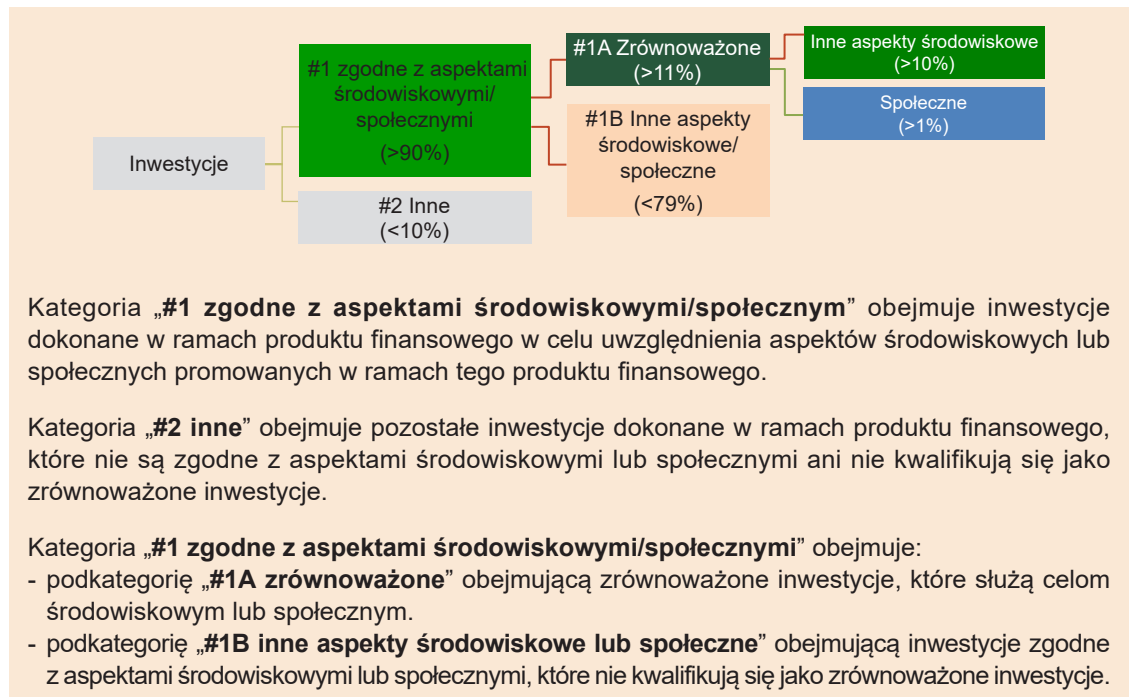 Inwestycje
#1 zgodne z aspektami
środowiskowymi/
społecznymi
(>90%)
#2 Inne
(<10%)
#1A Zrównoważone
(>11%)
#1B Inne aspekty
środowiskowe/
społeczne
(<79%)
Inne aspekty środowiskowe
(>10%)
Społeczne
(>1%)
Kategoria „#1 zgodne z aspektami środowiskowymi/społecznym” obejmuje inwestycje
dokonane w ramach produktu finansowego w celu uwzględnienia aspektów środowiskowych lub
społecznych promowanych w ramach tego produktu finansowego.
Kategoria „#2 inne” obejmuje pozostałe inwestycje dokonane w ramach produktu finansowego,
które nie są zgodne z aspektami środowiskowymi lub społecznymi ani nie kwalifikują się jako
zrównoważone inwestycje.
Kategoria „#1 zgodne z aspektami środowiskowymi/społecznymi” obejmuje:
- podkategorię „#1A zrównoważone” obejmującą zrównoważone inwestycje, które służą celom
środowiskowym lub społecznym.
- podkategorię „#1B inne aspekty środowiskowe lub społeczne” obejmującą inwestycje zgodne
z aspektami środowiskowymi lub społecznymi, które nie kwalifikują się jako zrównoważone inwestycje.